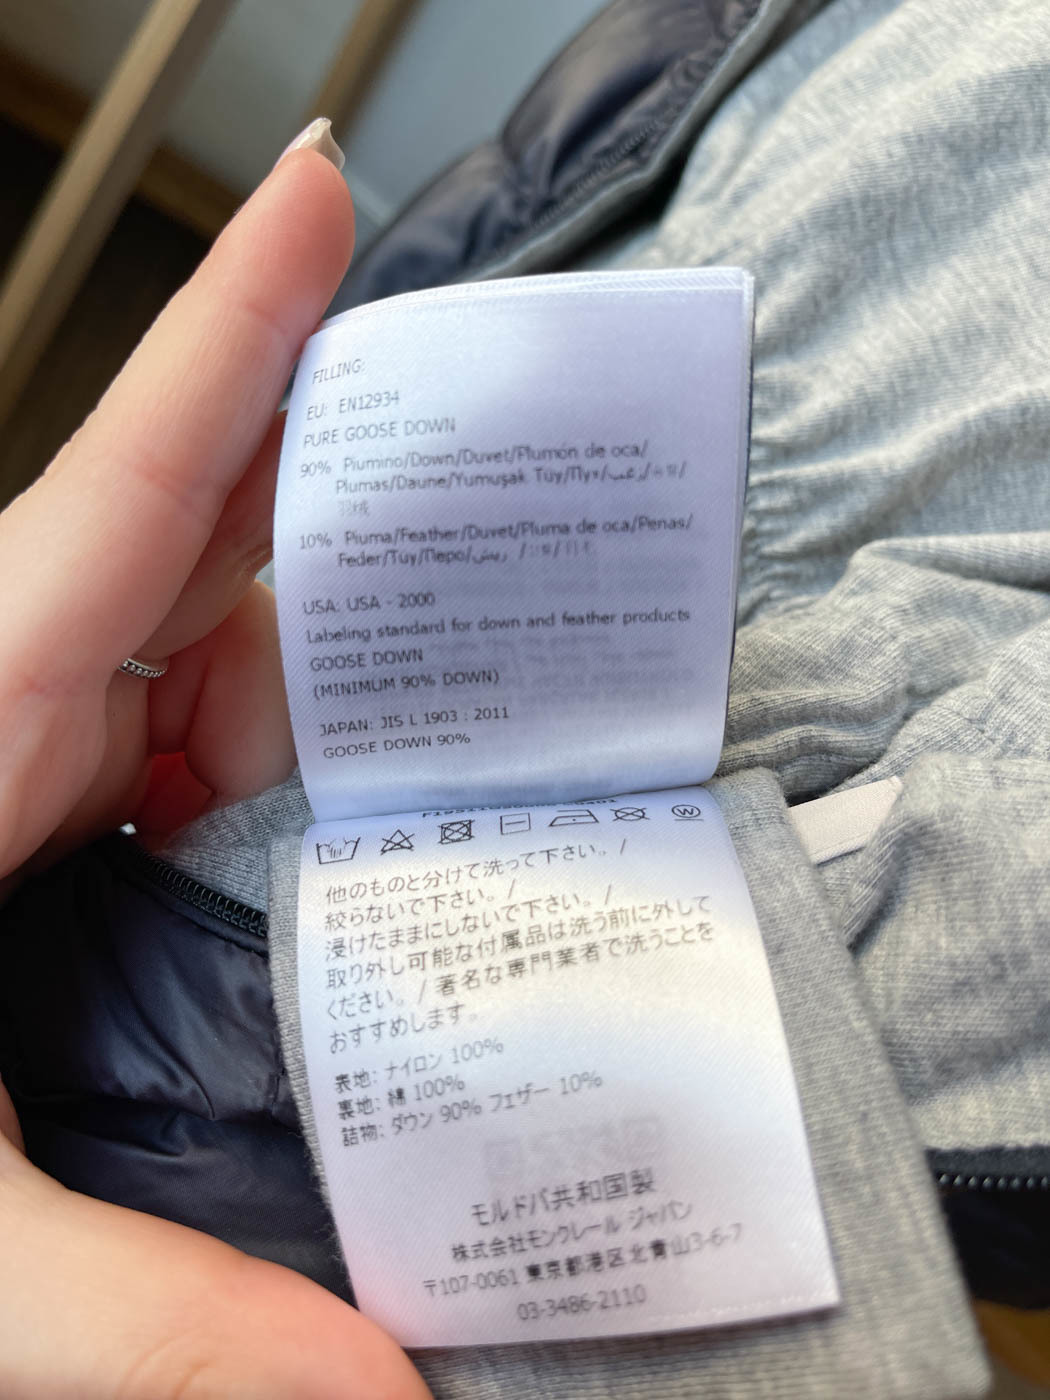 FILLING:
EU: EN12934
PURE GOOSE DOWN
90% Piumino/Down/Duvet/Plumón de oca/
Plumas/Daune/Yumuşak Tüy/Пух/زغب/
羽绒
10% Piuma/Feather/Duvet/Pluma de oca/Penas/
Feder/Tüy/Перо/ريش/
USA: USA - 2000
Labeling standard for down and feather products
GOOSE DOWN
(MINIMUM 90% DOWN)
JAPAN: JIS L 1903 : 2011
GOOSE DOWN 90%
W
他のものと分けて洗って下さい。/
絞らないで下さい。/
浸けたままにしないで下さい。/
取り外し可能な付属品は洗う前に外して
ください。/ 著名な専門業者で洗うことを
おすすめします。
表地: ナイロン 100%
裏地: 綿 100%
詰物: ダウン 90% フェザー 10%
モルドバ共和国製
株式会社モンクレール ジャパン
〒107-0061 東京都港区北青山3-6-7
03-3486-2110